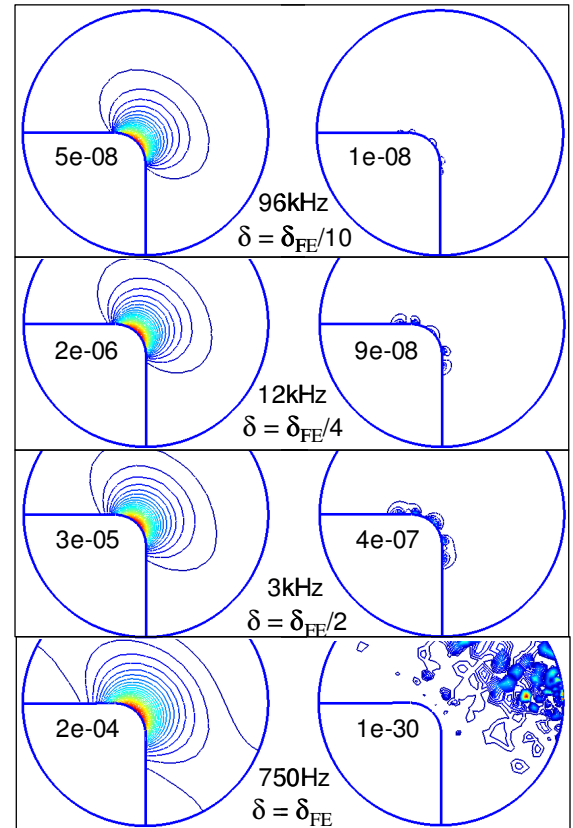 5e-08 1e-08
96kHz
δ = δFE/10
2e-06 9e-08
12kHz
δ = δFE/4
3e-05 4e-07
3kHz
δ = δFE/2
2e-04 1e-30
750Hz
δ = δFE